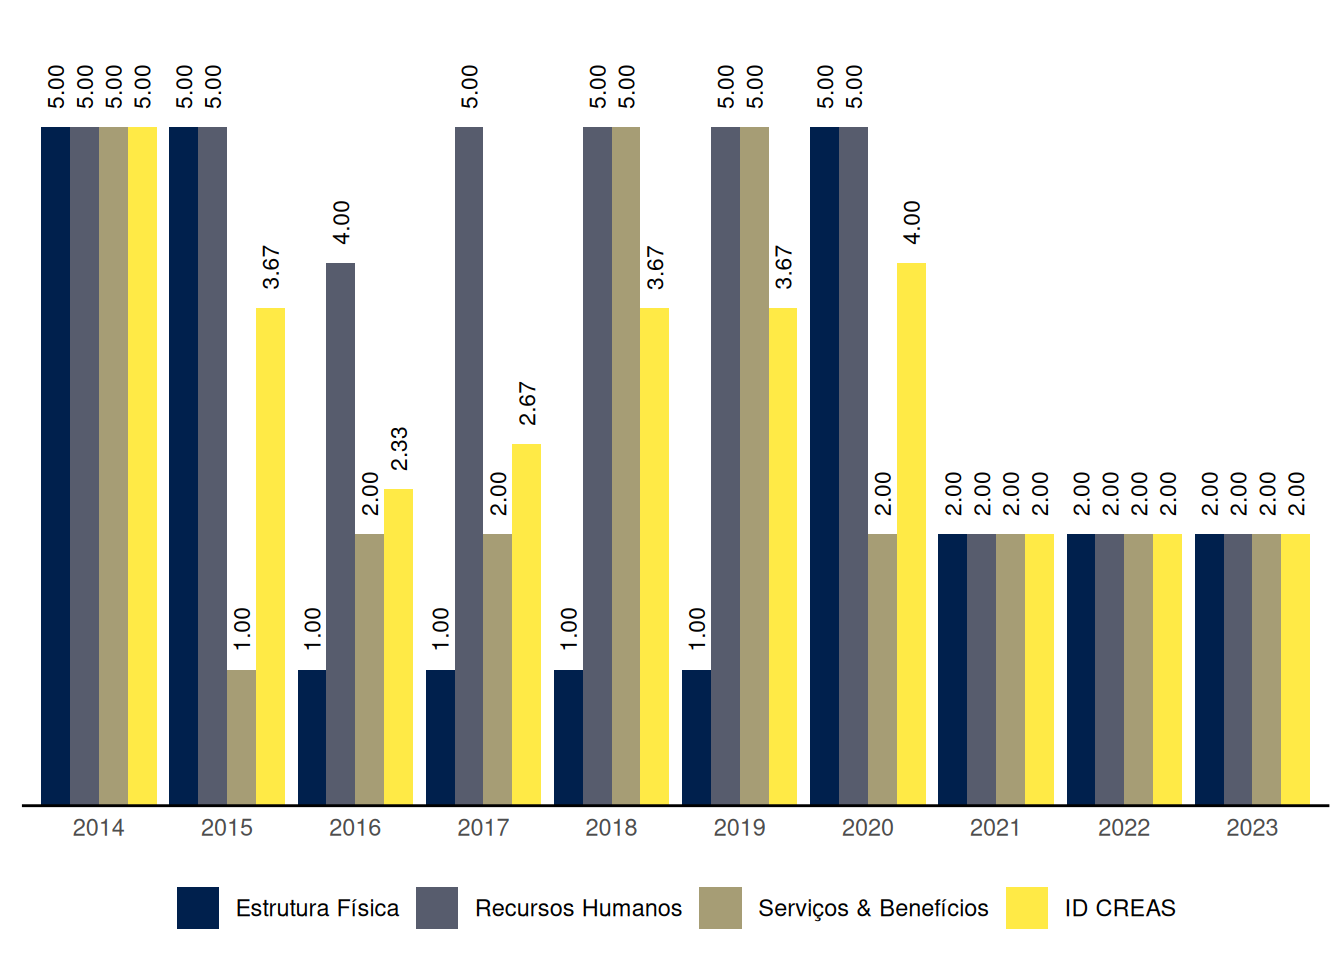 5.00 5.00 5.00 5.00 5.00 5.00 1.00 3.67 1.00 4.00 2.00 2.33 1.00 5.00 2.00 2.67 1.00 5.00 5.00 3.67 1.00 5.00 5.00 3.67 5.00 5.00 2.00 4.00 2.00 2.00 2.00 2.00 2.00 2.00 2.00 2.00 2.00 2.00 2.00 2.00
2014 2015 2016 2017 2018 2019 2020 2021 2022 2023
Estrutura Física Recursos Humanos Serviços & Benefícios ID CREAS